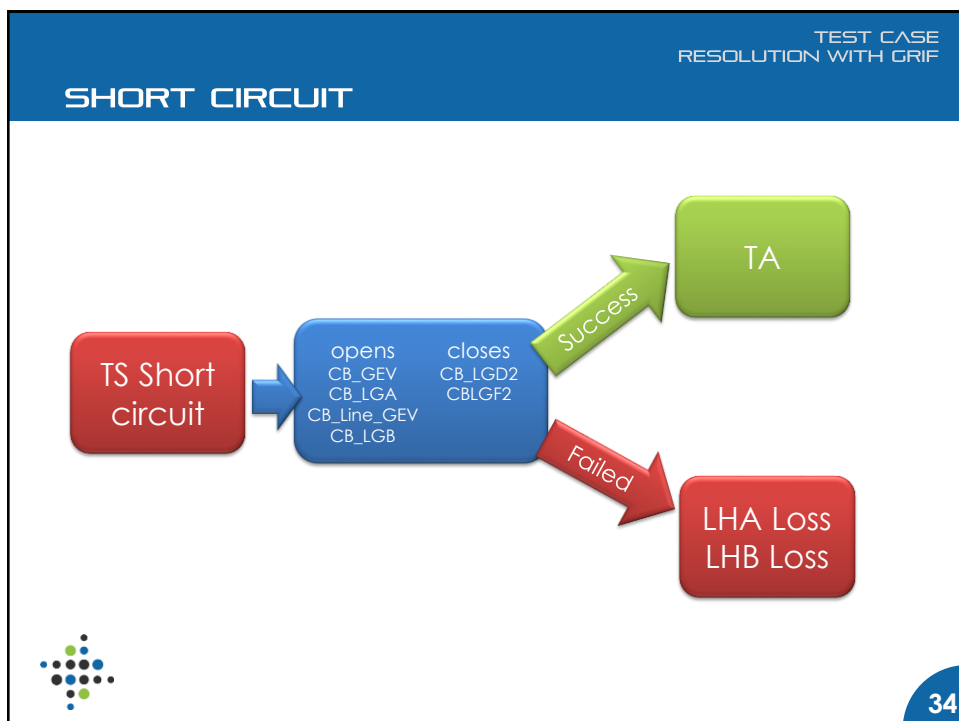 TEST CASE
RESOLUTION WITH GRIF
SHORT CIRCUIT
TS Short
circuit
opens
CB_GEV
CB_LGA
CB_Line_GEV
CB_LGB
closes
CB_LGD2
CBLGF2
Success
TA
Failed
LHA Loss
LHB Loss
34